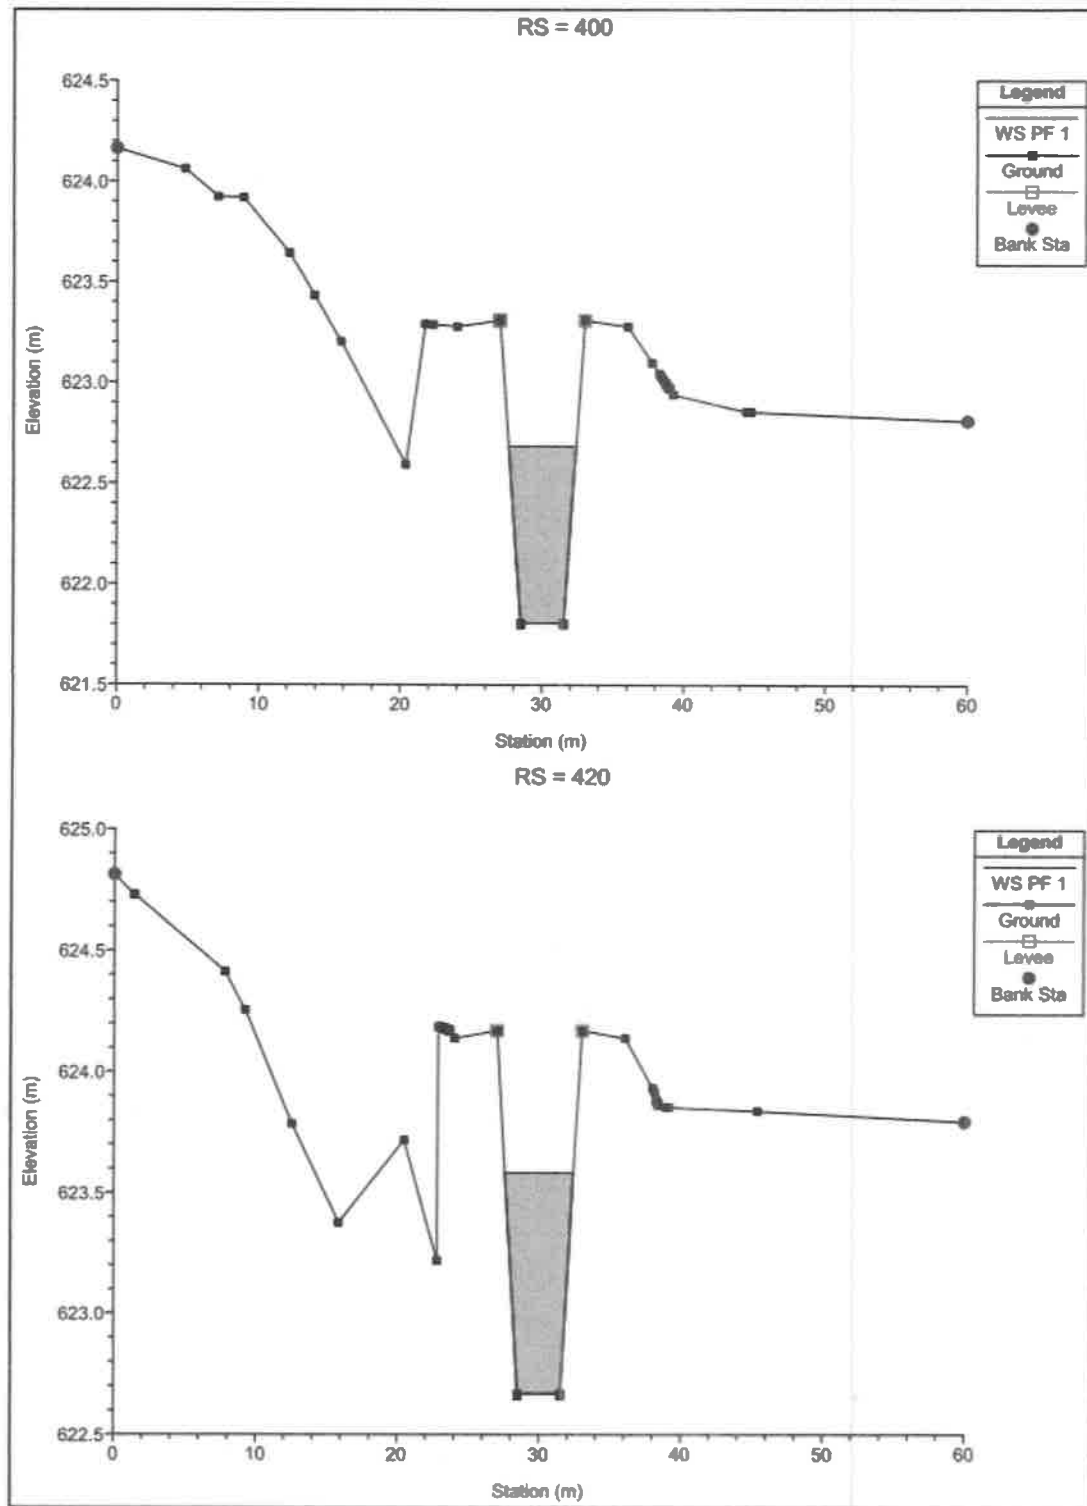 RS = 400
624.5
624.0
623.5
623.0
622.5
622.0
621.5
Elevation (m)
0 10 20 30 40 50 60
Station (m)
Legend
WS PF 1
Ground
Levee
Bank Sta
RS = 420
625.0
624.5
624.0
623.5
623.0
622.5
Elevation (m)
0 10 20 30 40 50 60
Station (m)
Legend
WS PF 1
Ground
Levee
Bank Sta